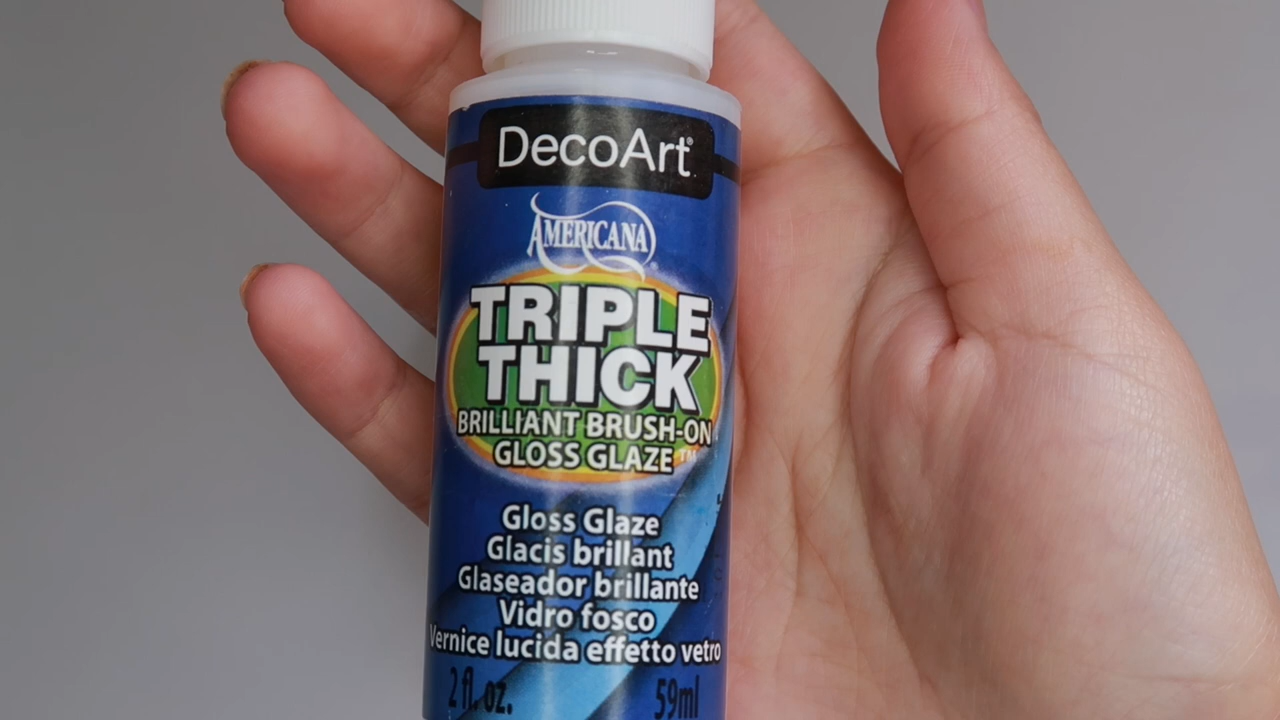 DecoArt®
AMERICANA®
TRIPLE
THICK
BRILLIANT BRUSH-ON
GLOSS GLAZE™
Gloss Glaze
Glacis brillant
Glaseador brillante
Vidro fosco
Vernice lucida effetto vetro
2 fl. oz. 59ml